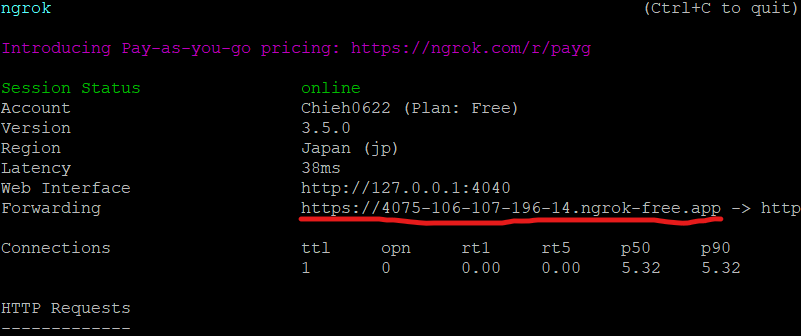 ngrok (Ctrl+C to quit)
Introducing Pay-as-you-go pricing: https://ngrok.com/r/payg
Session Status online
Account Chieh0622 (Plan: Free)
Version 3.5.0
Region Japan (jp)
Latency 38ms
Web Interface http://127.0.0.1:4040
Forwarding https://4075-106-107-196-14.ngrok-free.app -> http
Connections ttl opn rt1 rt5 p50 p90
1 0 0.00 0.00 5.32 5.32
HTTP Requests
-------------